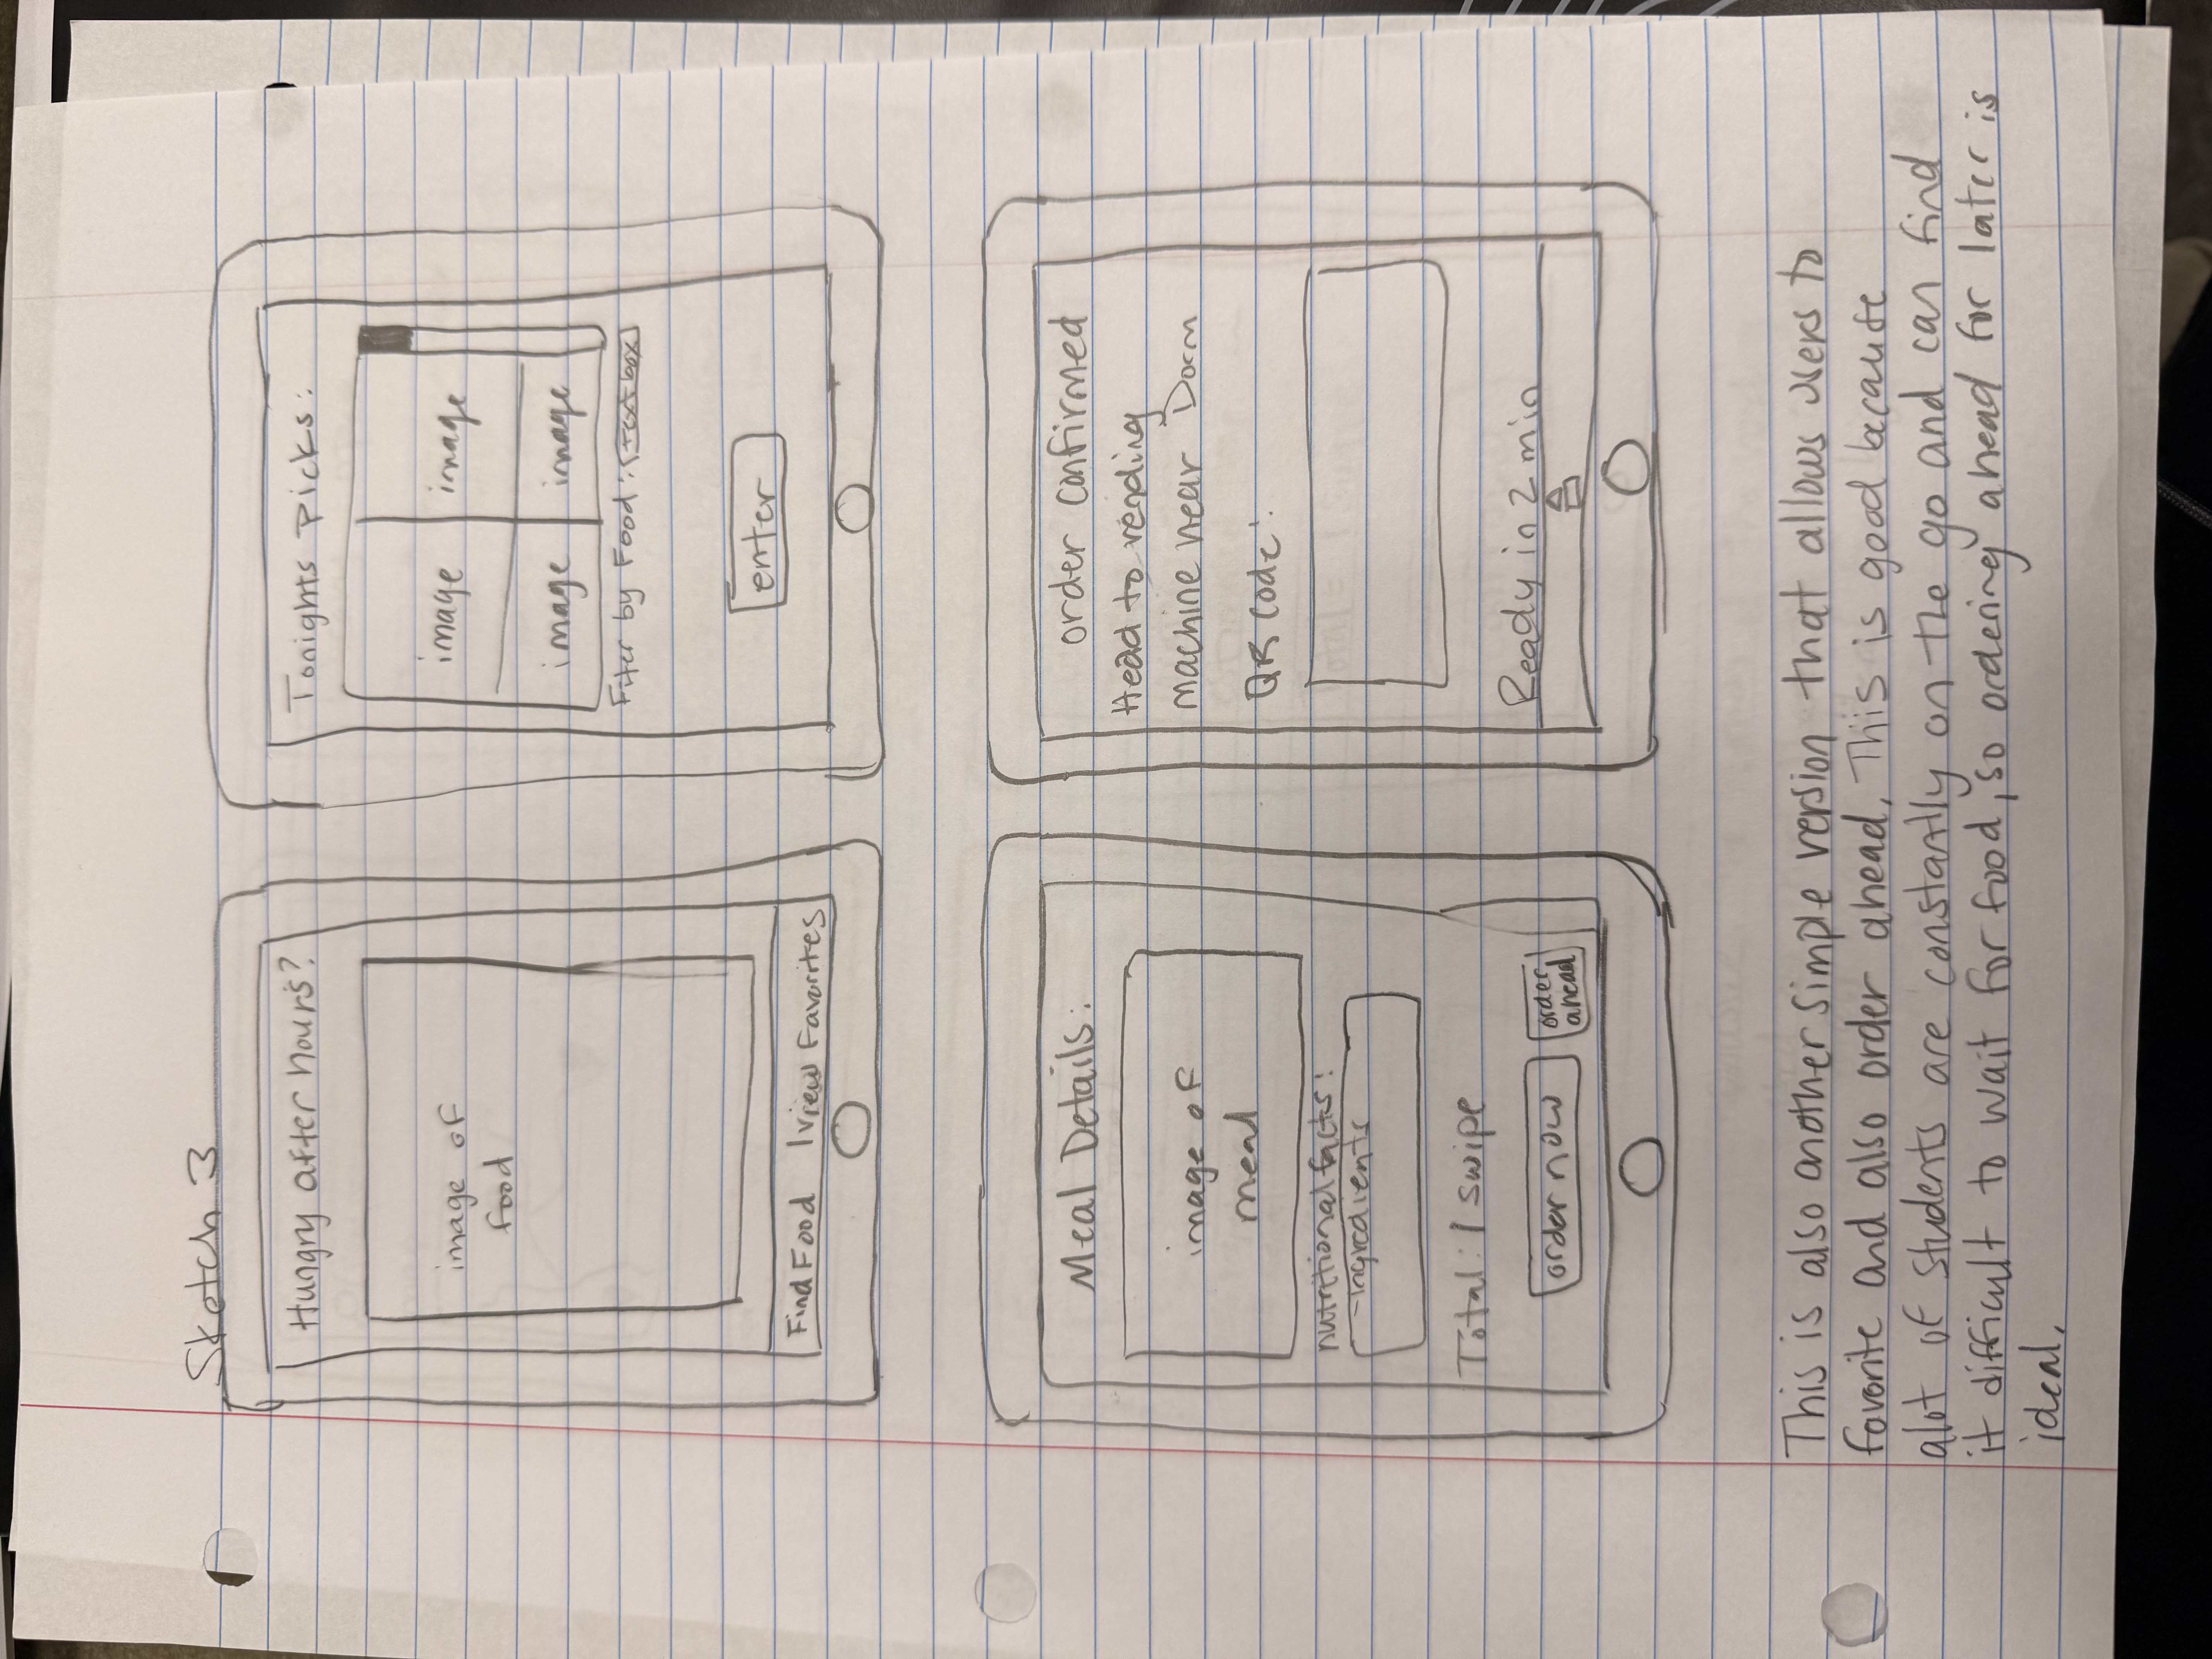 Sketch 3
Hungry after hours?
image of
food
Find Food | View Favorites
Tonights Picks:
image image
image image
Fiter by Food: [text box]
enter
Meal Details:
image of
meal
nutritional facts:
-Ingredients
Total: 1 swipe
order now
order
ahead
order confirmed
Head to vending
machine near Dorm
QR code:
Ready in 2 min
This is also another simple version that allows users to
favorite and also order ahead. This is good because
alot of students are constantly on the go and can find
it difficult to wait for food, so ordering ahead for later is
ideal.